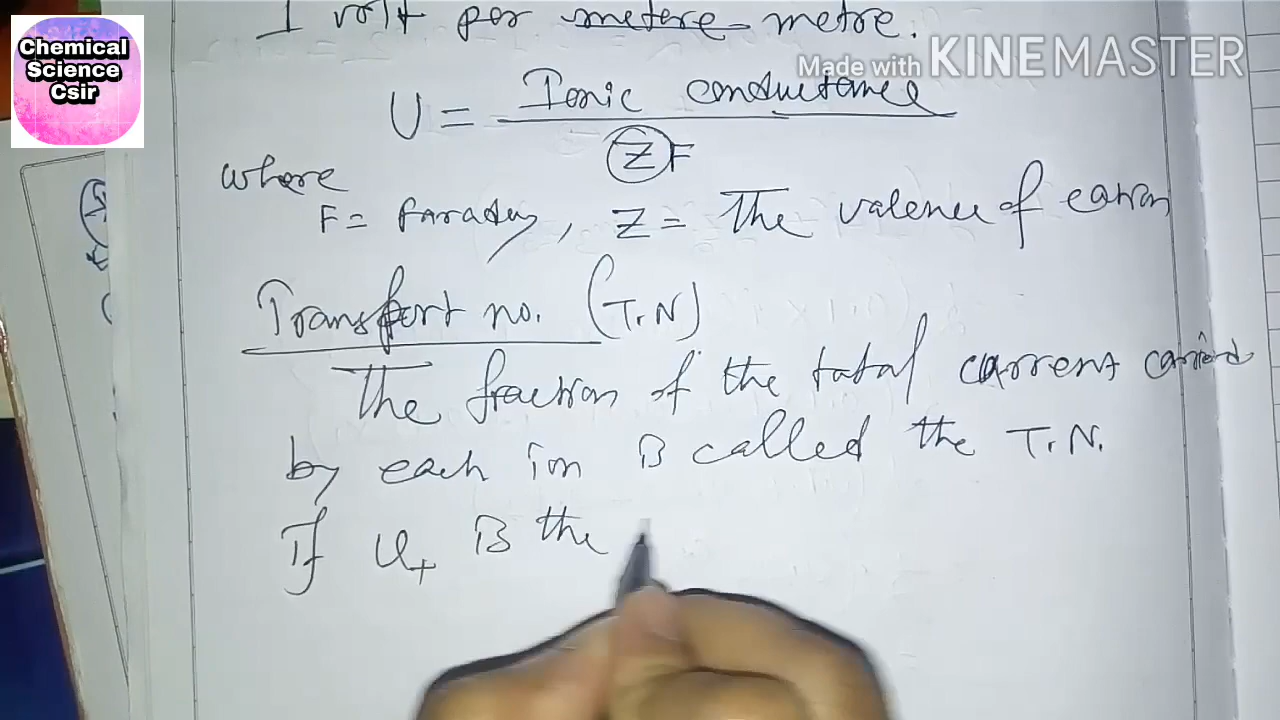 Chemical
Science
Csir
Made with KINEMASTER
1 volt per metere metre.
U = Ionic conductance
ZF
where
F = Faraday, Z = The valence of cation
Transport no. (T.N)
The fraction of the total current carried
by each ion is called the T.N.
If U+ is the